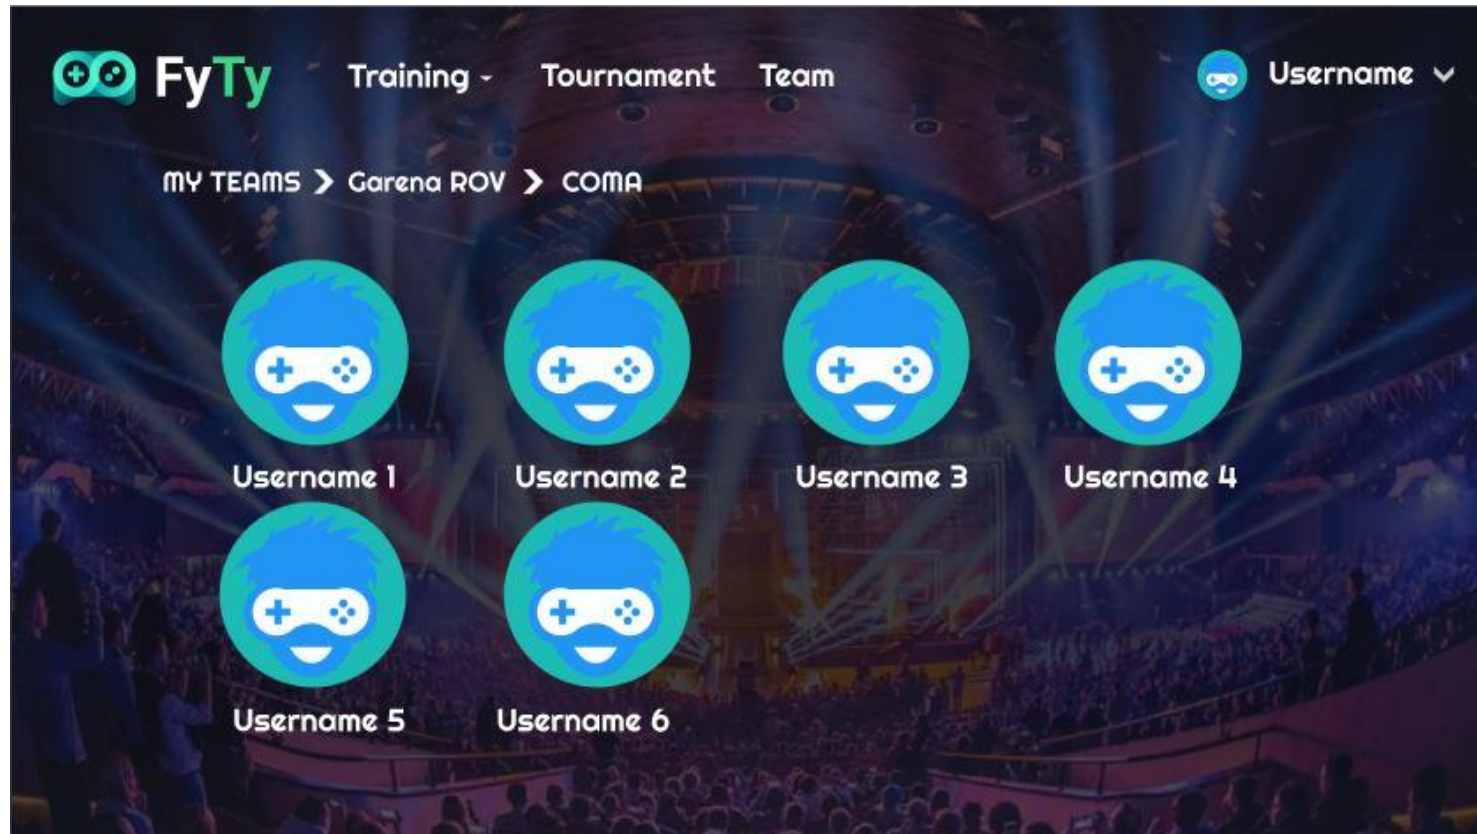 FyTy Training Tournament Team Username
MY TEAMS > Garena ROV > COMA
Username 1 Username 2 Username 3 Username 4
Username 5 Username 6